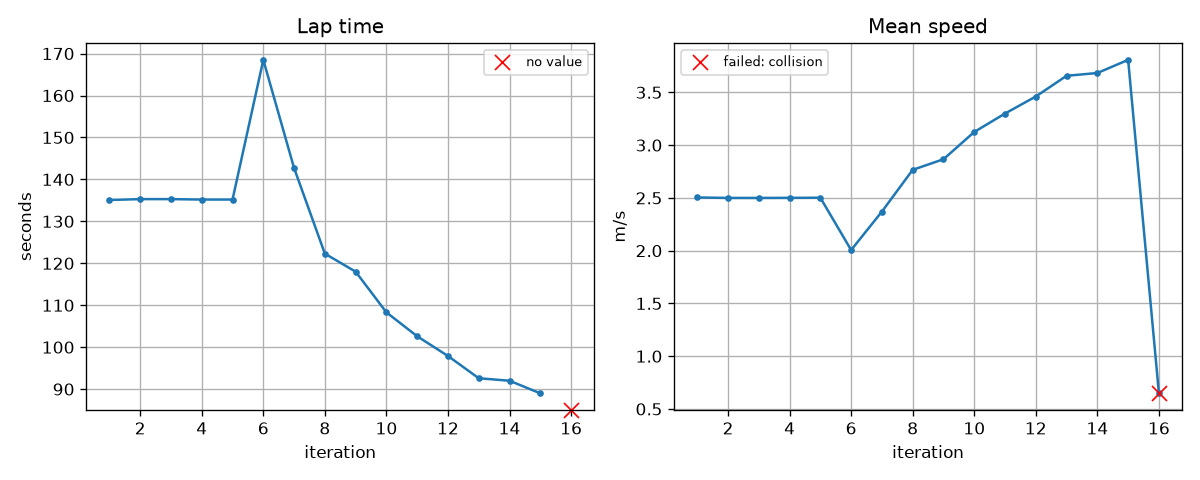 Lap time
170
160
150
140
130
120
110
100
90
seconds
no value
2 4 6 8 10 12 14 16
iteration
Mean speed
3.5
3.0
2.5
2.0
1.5
1.0
0.5
m/s
failed: collision
2 4 6 8 10 12 14 16
iteration